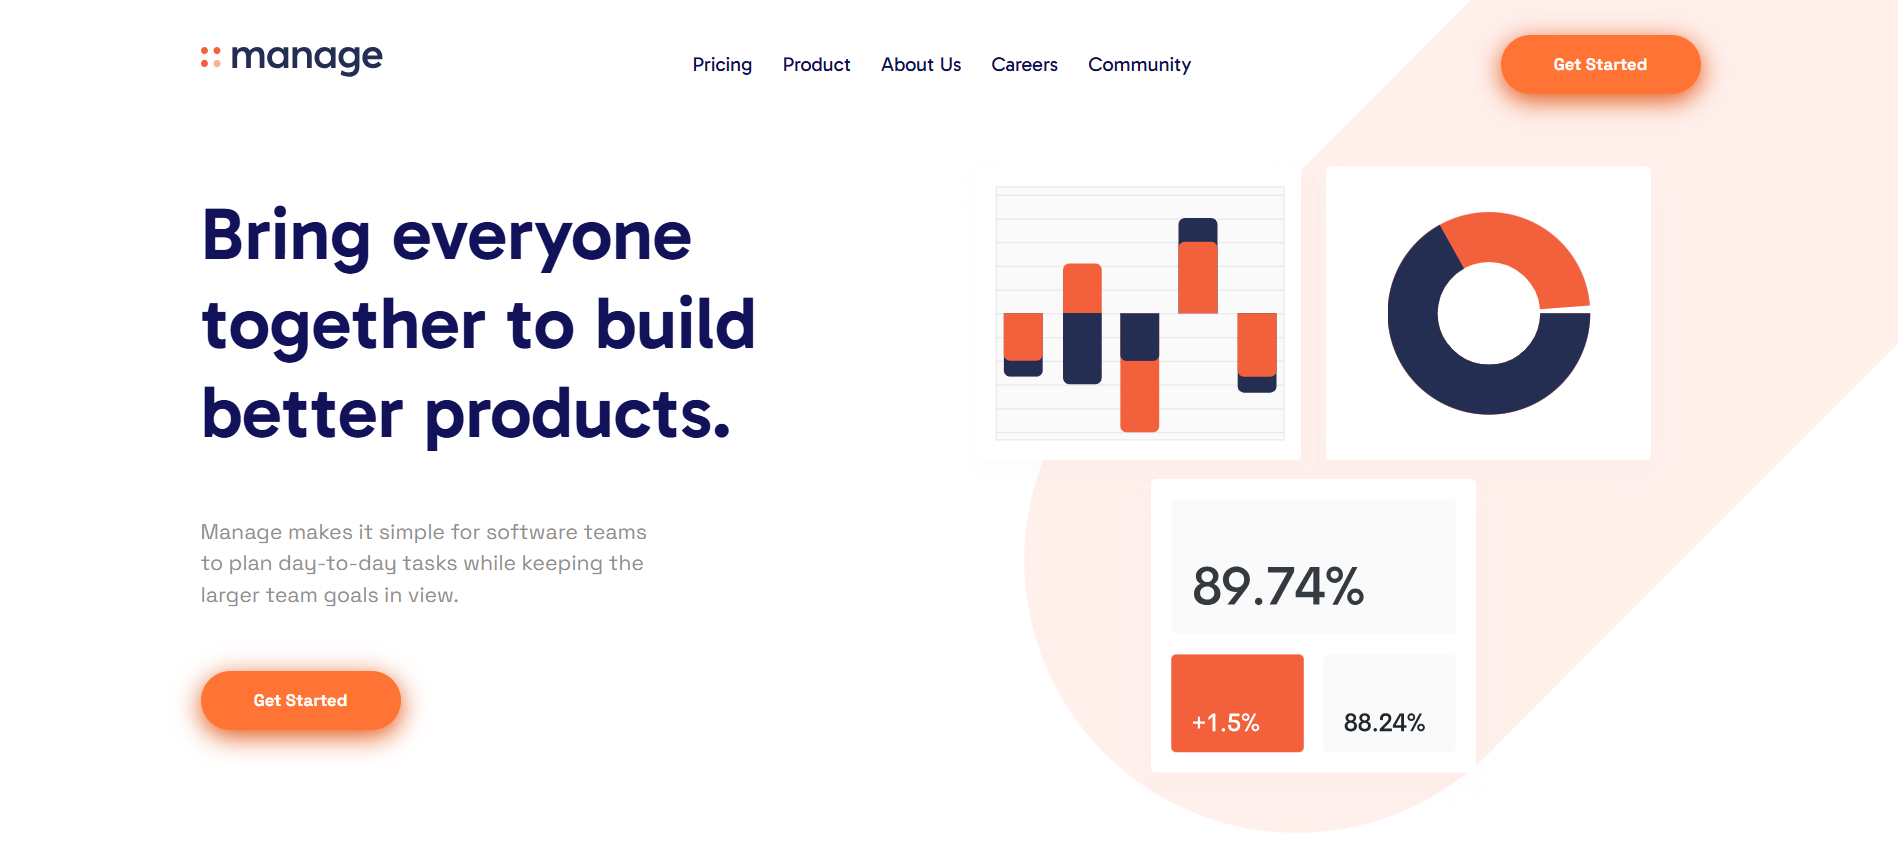 manage
Pricing Product About Us Careers Community
Get Started
Bring everyone
together to build
better products.
Manage makes it simple for software teams
to plan day-to-day tasks while keeping the
larger team goals in view.
Get Started
89.74%
+1.5% 88.24%